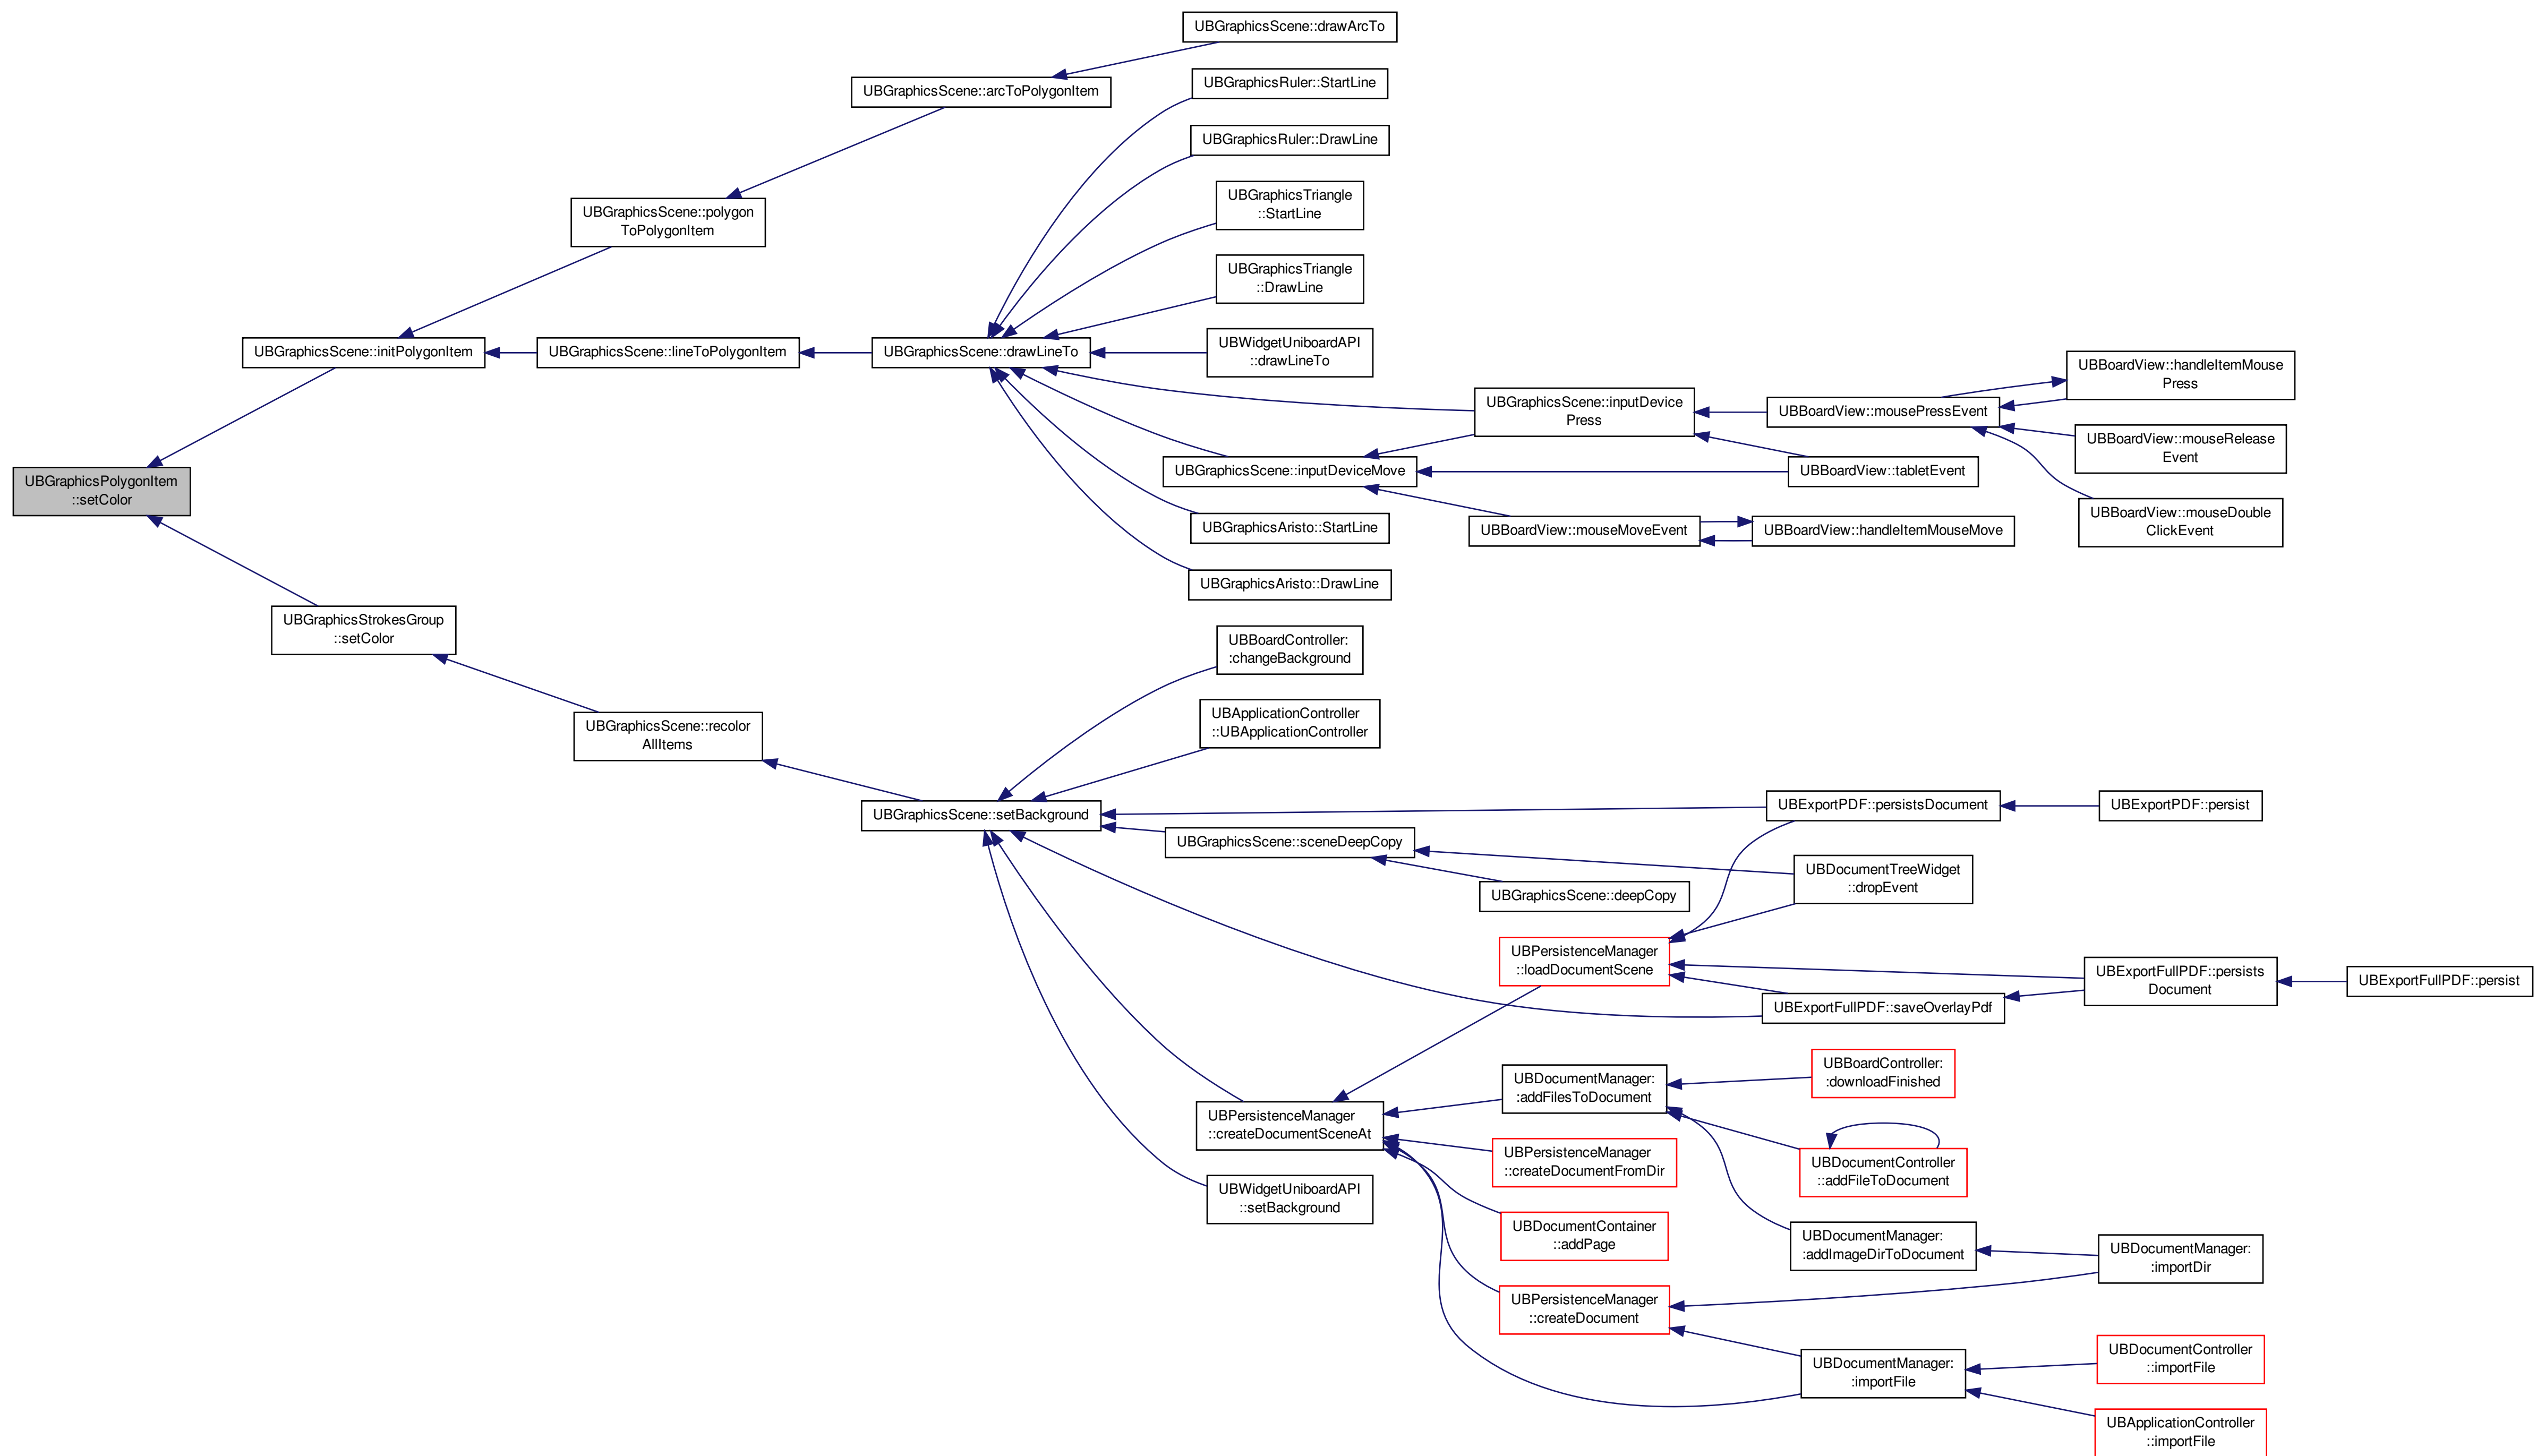 UBGraphicsScene::drawArcTo
UBGraphicsScene::arcToPolygonItem
UBGraphicsRuler::StartLine
UBGraphicsRuler::DrawLine
UBGraphicsScene::polygon
ToPolygonItem
UBGraphicsTriangle
::StartLine
UBGraphicsTriangle
::DrawLine
UBGraphicsScene::initPolygonItem
UBGraphicsScene::lineToPolygonItem
UBGraphicsScene::drawLineTo
UBWidgetUniboardAPI
::drawLineTo
UBGraphicsScene::inputDevice
Press
UBBoardView::mousePressEvent
UBBoardView::handleItemMouse
Press
UBBoardView::mouseRelease
Event
UBGraphicsPolygonItem
::setColor
UBGraphicsScene::inputDeviceMove
UBBoardView::tabletEvent
UBBoardView::mouseDouble
ClickEvent
UBGraphicsAristo::StartLine
UBBoardView::mouseMoveEvent
UBBoardView::handleItemMouseMove
UBGraphicsAristo::DrawLine
UBGraphicsStrokesGroup
::setColor
UBBoardController:
:changeBackground
UBGraphicsScene::recolor
AllItems
UBApplicationController
::UBApplicationController
UBGraphicsScene::setBackground
UBExportPDF::persistsDocument
UBExportPDF::persist
UBGraphicsScene::sceneDeepCopy
UBDocumentTreeWidget
::dropEvent
UBGraphicsScene::deepCopy
UBPersistenceManager
::loadDocumentScene
UBExportFullPDF::persists
Document
UBExportFullPDF::persist
UBExportFullPDF::saveOverlayPdf
UBPersistenceManager
::createDocumentSceneAt
UBDocumentManager:
:addFilesToDocument
UBBoardController:
:downloadFinished
UBPersistenceManager
::createDocumentFromDir
UBDocumentController
::addFileToDocument
UBWidgetUniboardAPI
::setBackground
UBDocumentContainer
::addPage
UBDocumentManager:
:addImageDirToDocument
UBDocumentManager:
:importDir
UBPersistenceManager
::createDocument
UBDocumentManager:
:importFile
UBDocumentController
::importFile
UBApplicationController
::importFile